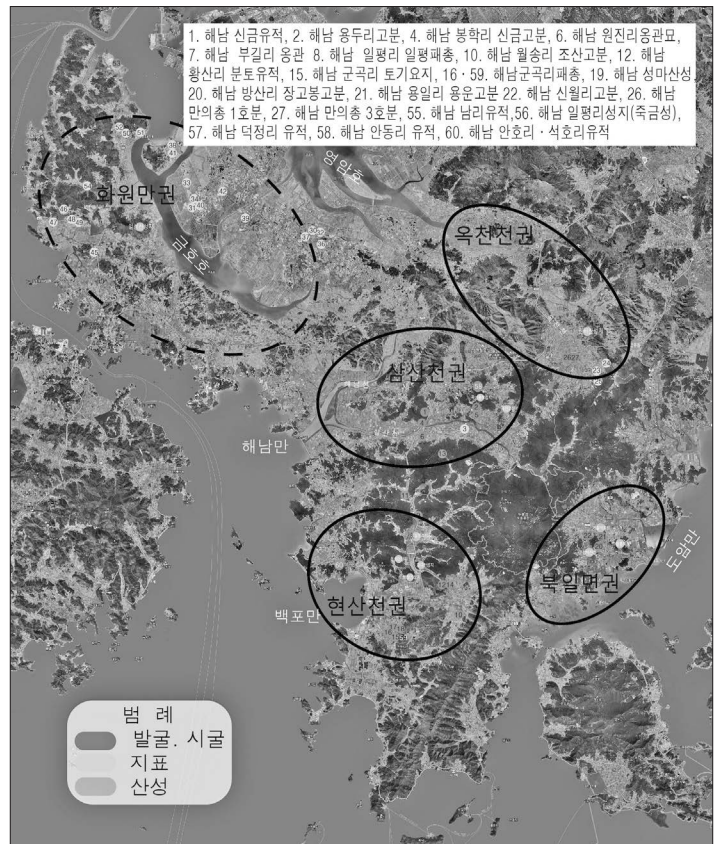 1. 해남 신금유적, 2. 해남 용두리고분, 4. 해남 봉학리 신금고분, 6. 해남 원진리옹관묘,
7. 해남 부길리 옹관 8. 해남 일평리 일평패총, 10. 해남 월송리 조산고분, 12. 해남
황산리 분토유적, 15. 해남 군곡리 토기요지, 16·59. 해남군곡리패총, 19. 해남 성마산성
20. 해남 방산리 장고봉고분, 21. 해남 용일리 용운고분 22. 해남 신월리고분, 26. 해남
만의총 1호분, 27. 해남 만의총 3호분, 55. 해남 남리유적,56. 해남 일평리성지(죽금성),
57. 해남 덕정리 유적, 58. 해남 안동리 유적, 60. 해남 안호리·석호리유적
영암호
화원만권
금호호
옥천천권
삼산천권
해남만
북일면권
도암만
현산천권
백포만
범 례
발굴. 시굴
지표
산성